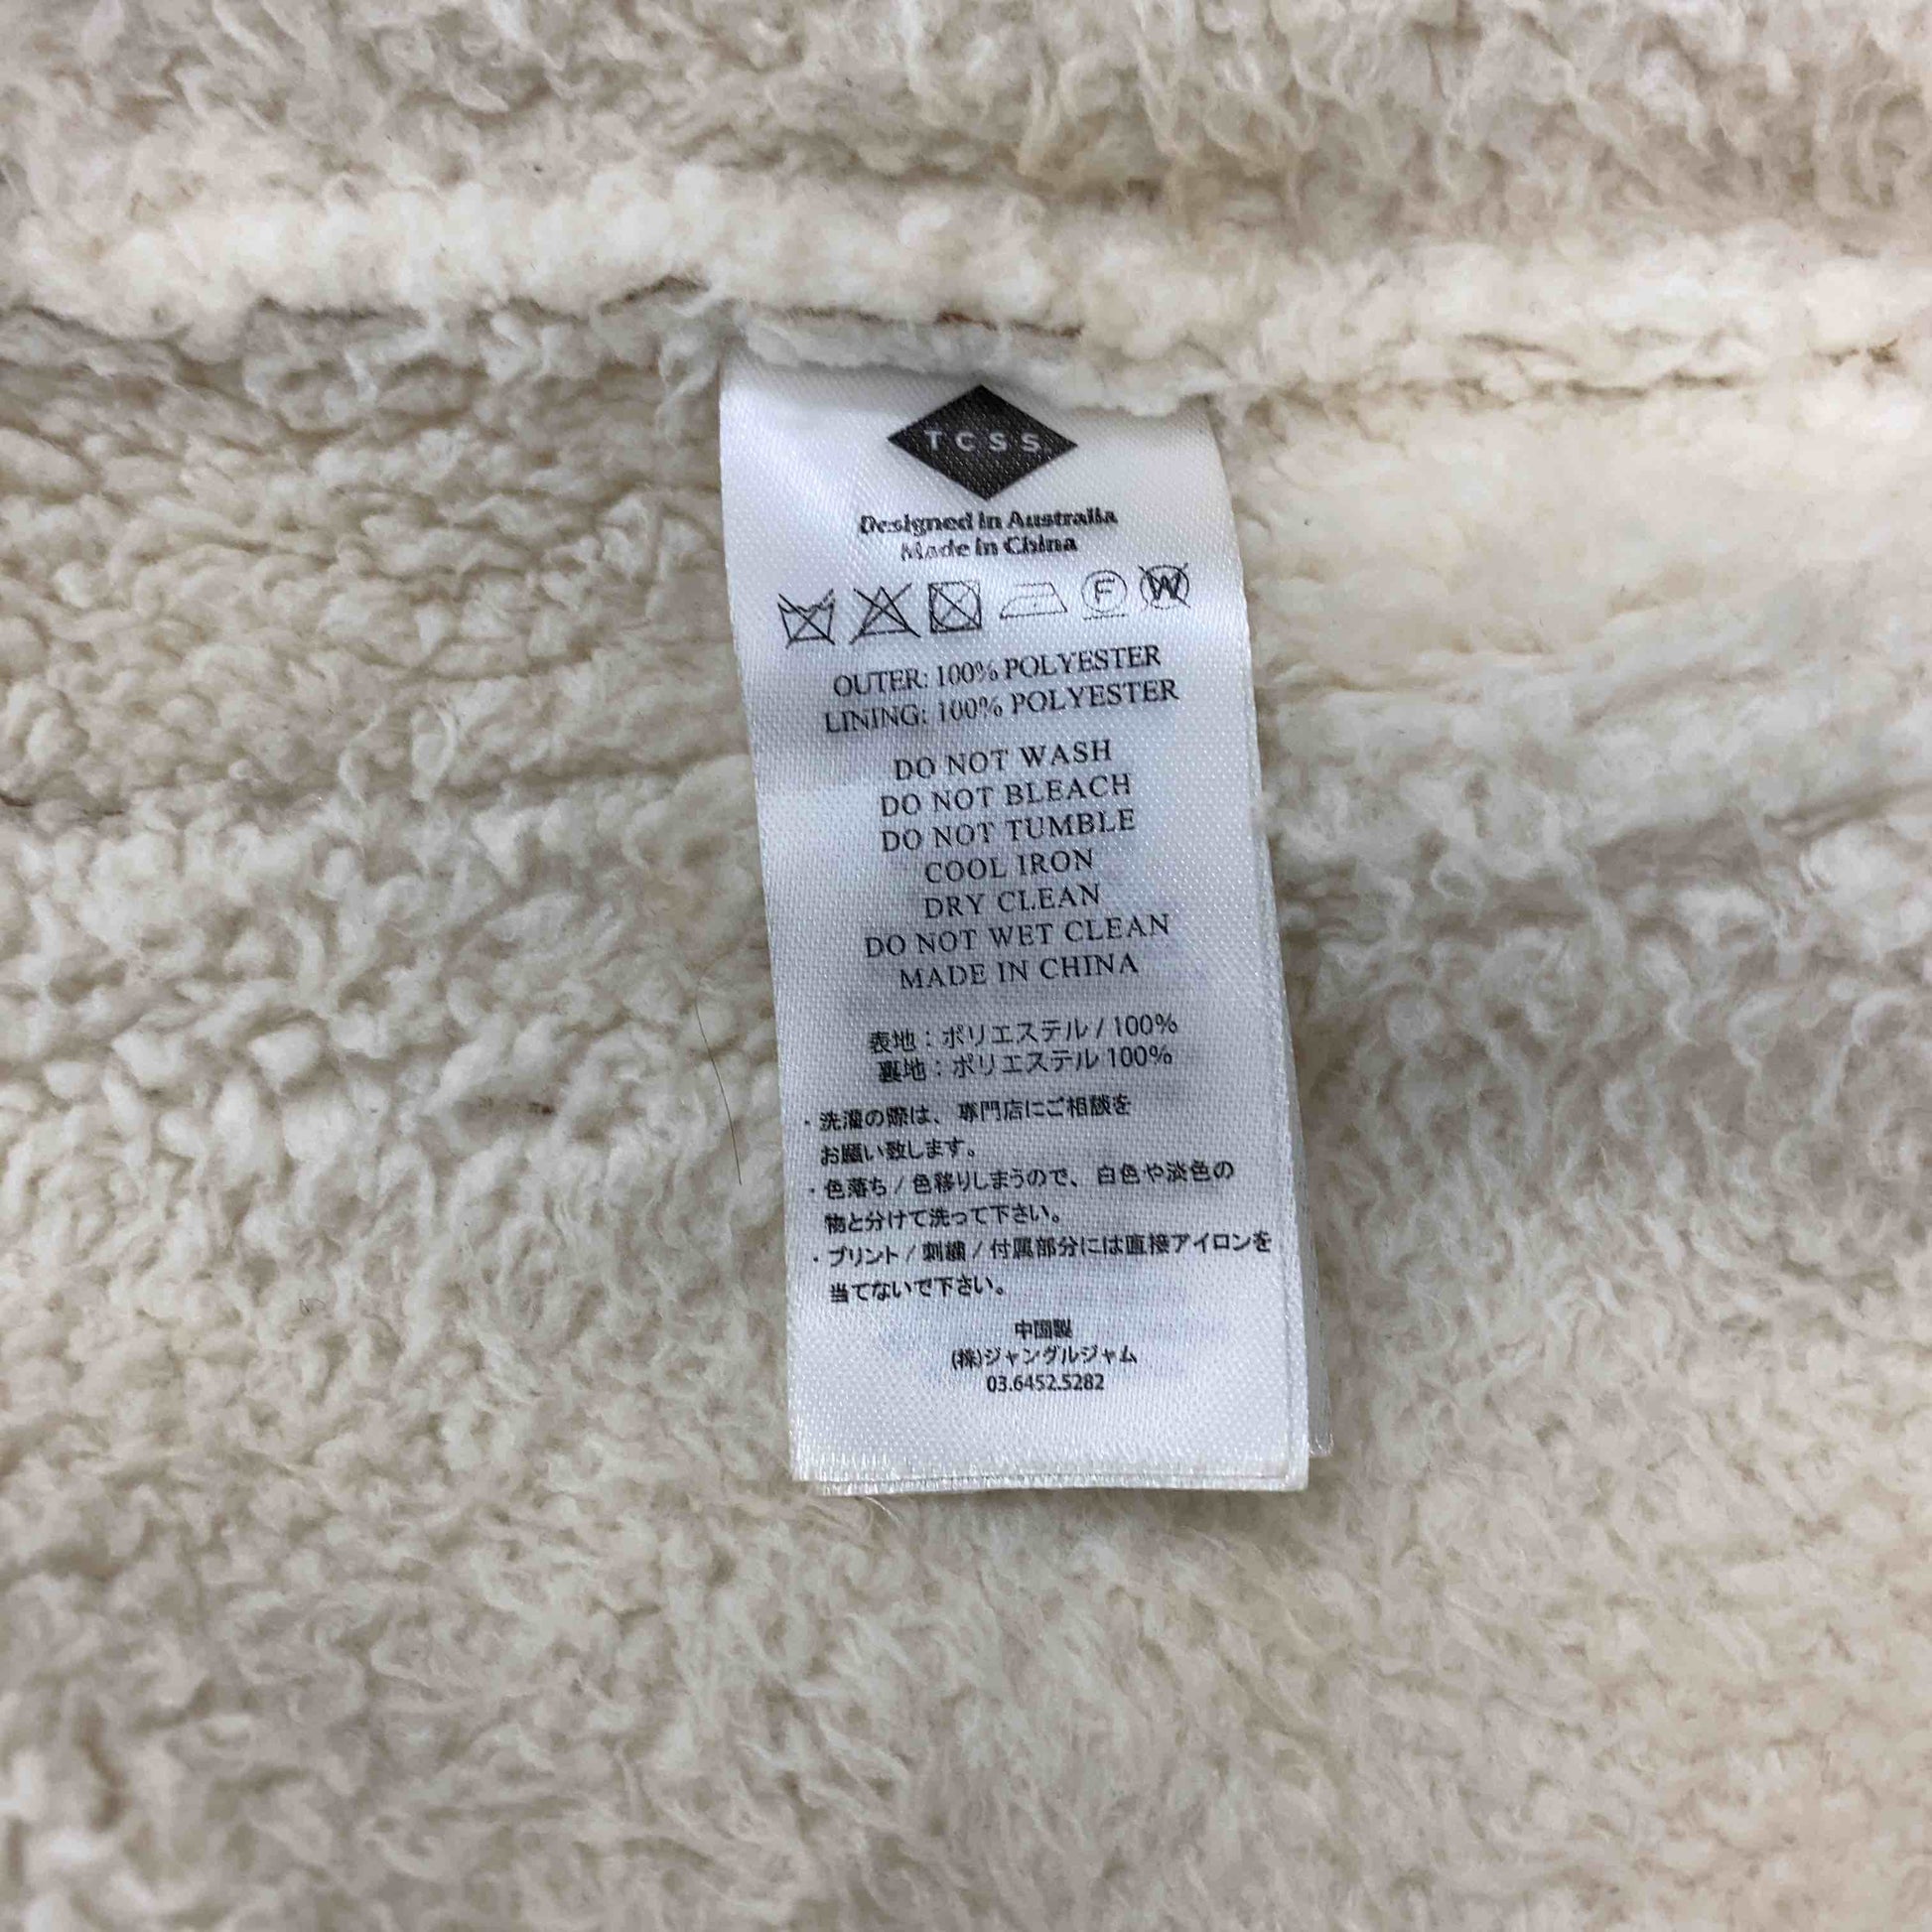 TCSS
Designed in Australia
Made in China
F W
OUTER: 100% POLYESTER
LINING: 100% POLYESTER
DO NOT WASH
DO NOT BLEACH
DO NOT TUMBLE
COOL IRON
DRY CLEAN
DO NOT WET CLEAN
MADE IN CHINA
表地：ポリエステル / 100%
裏地：ポリエステル 100%
・洗濯の際は、専門店にご相談を
お願い致します。
・色落ち / 色移りしまうので、白色や淡色の
物と分けて洗って下さい。
・プリント / 刺繍 / 付属部分には直接アイロンを
当てないで下さい。
中国製
(株)ジャングルジャム
03.6452.5282